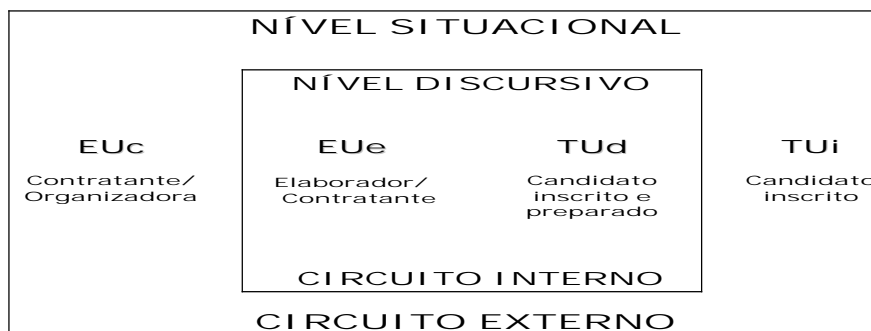 NÍVEL SITUACIONAL
NÍVEL DISCURSIVO
EUc EUe TUd TUi
Contratante/ Elaborador/ Candidato Candidato
Organizadora Contratante inscrito e inscrito
preparado
CIRCUITO INTERNO
CIRCUITO EXTERNO